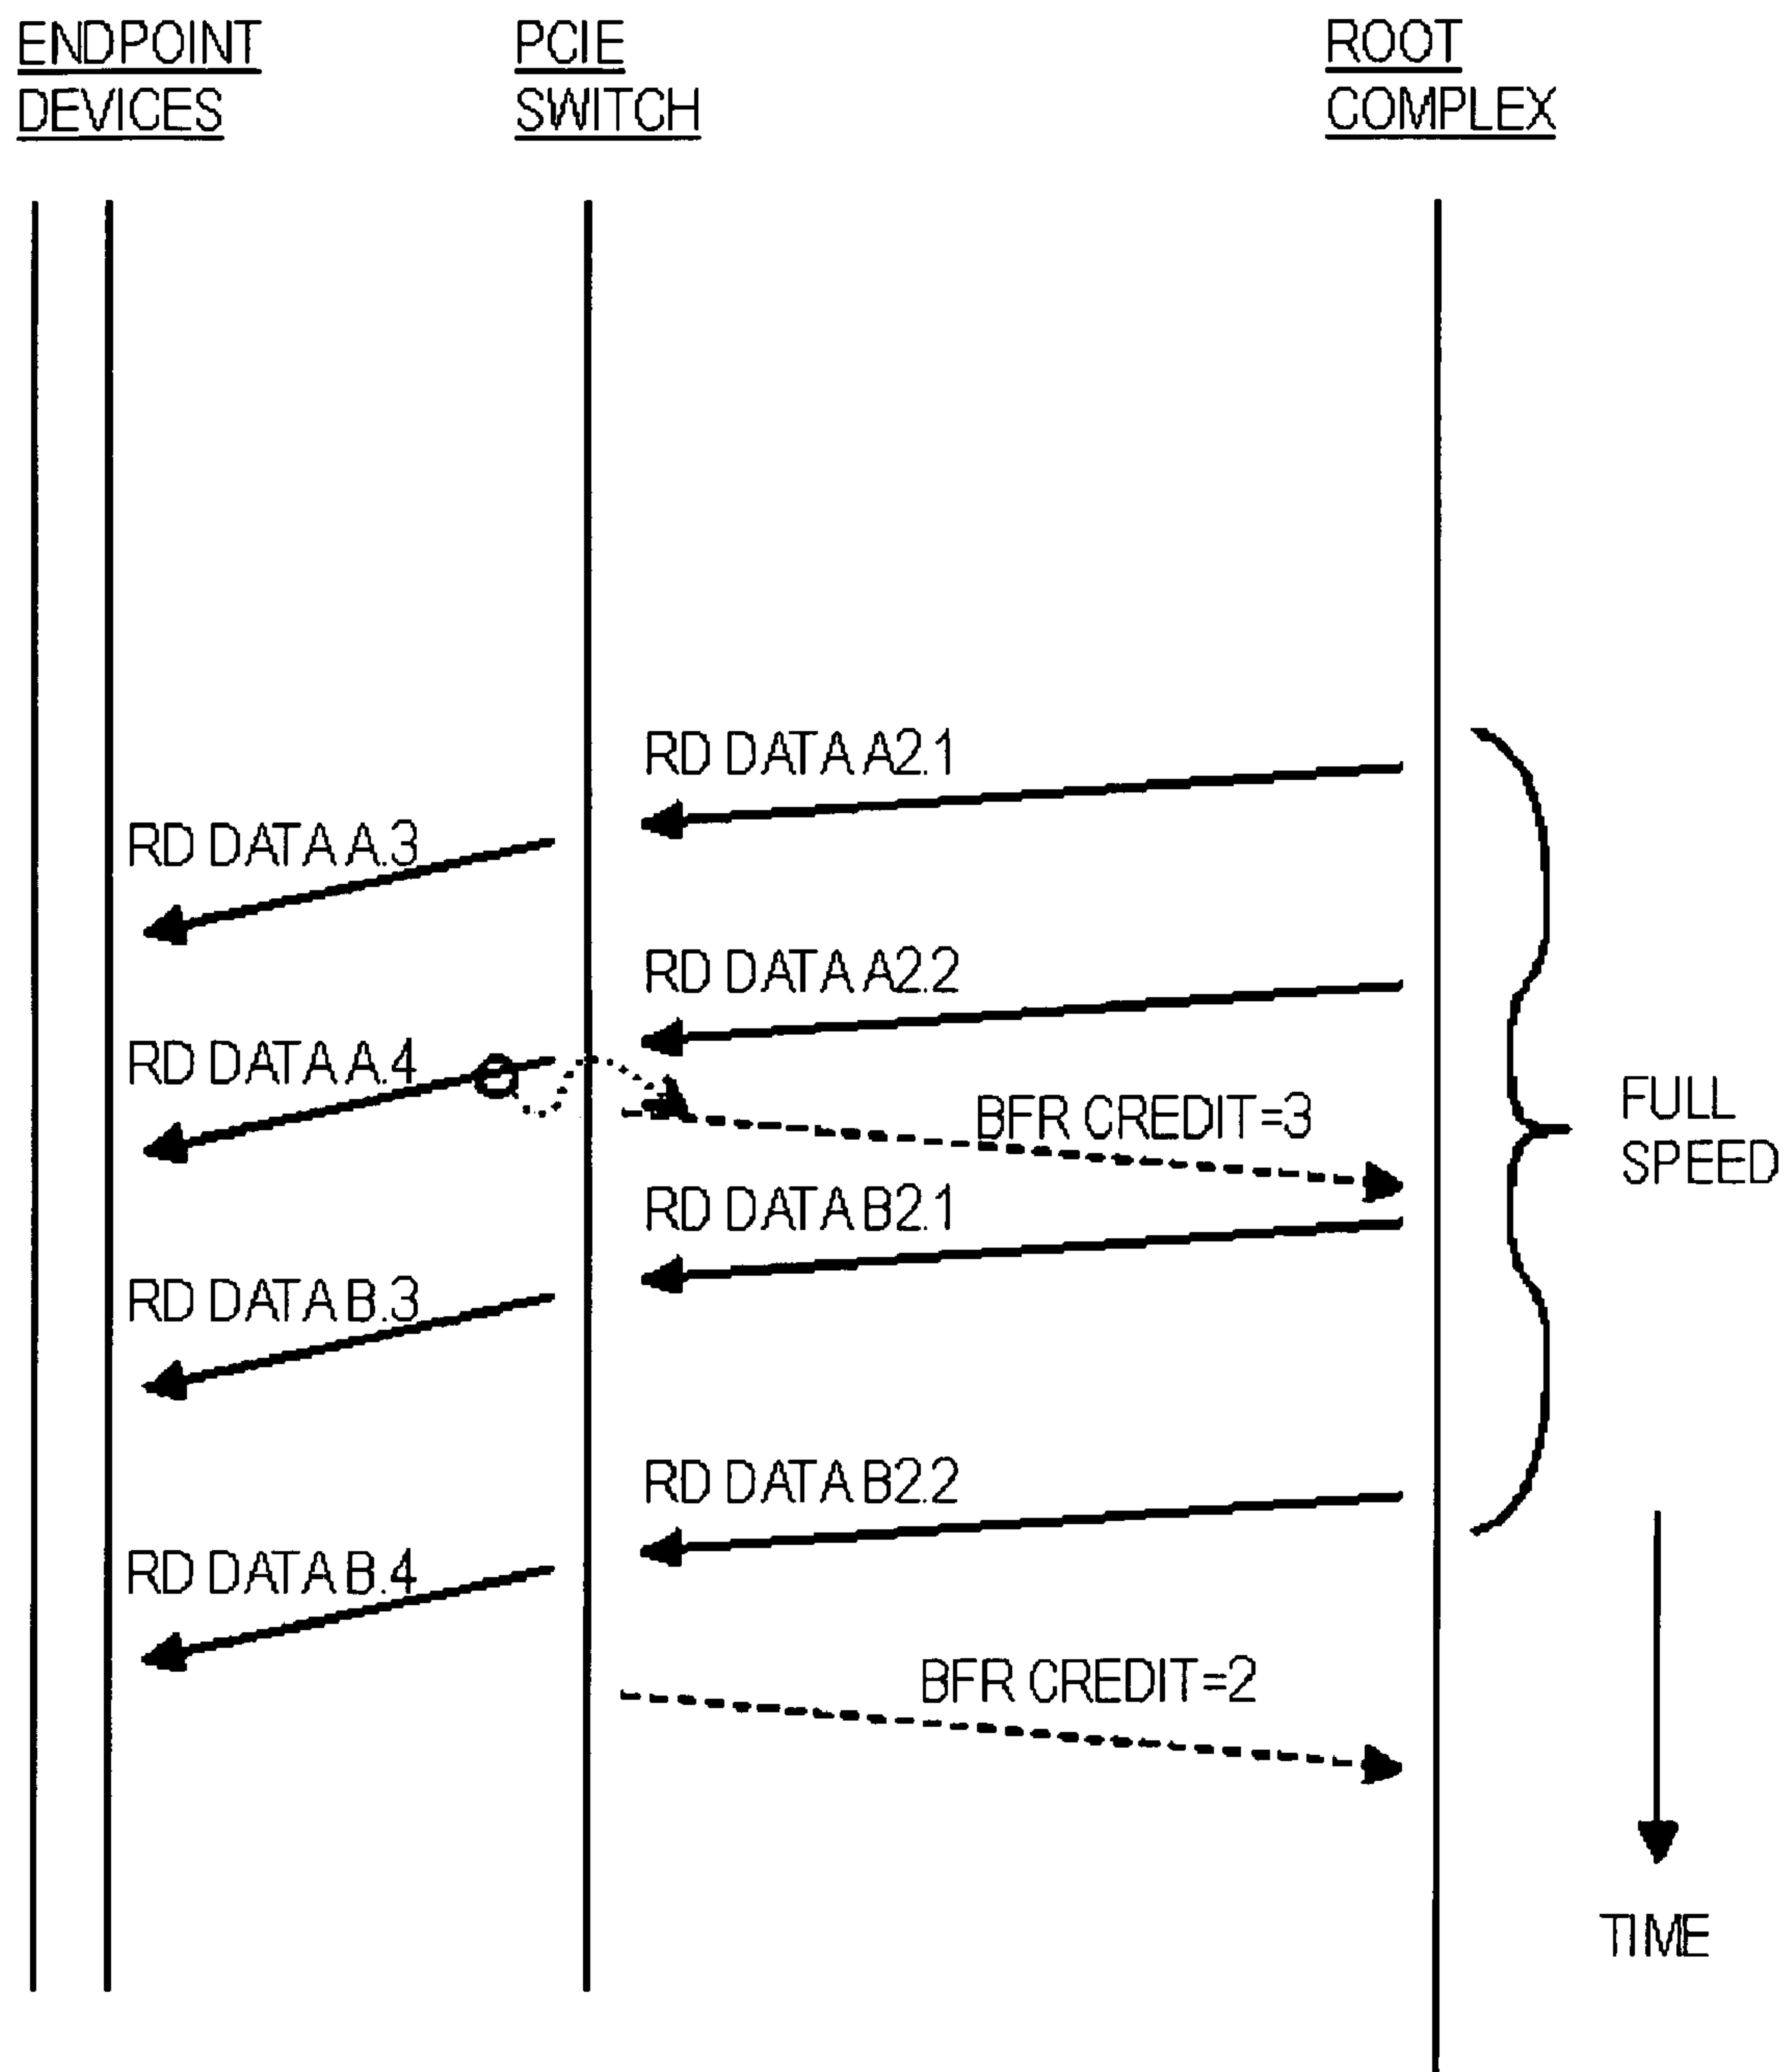 ENDPOINT
DEVICES
PCIE
SWITCH
ROOT
COMPLEX
RD DATA A2.1
RD DATA A.3
RD DATA A2.2
RD DATA A.4
BFR CREDIT=3
FULL
SPEED
RD DATA B2.1
RD DATA B.3
RD DATA B2.2
RD DATA B.4
BFR CREDIT=2
TIME